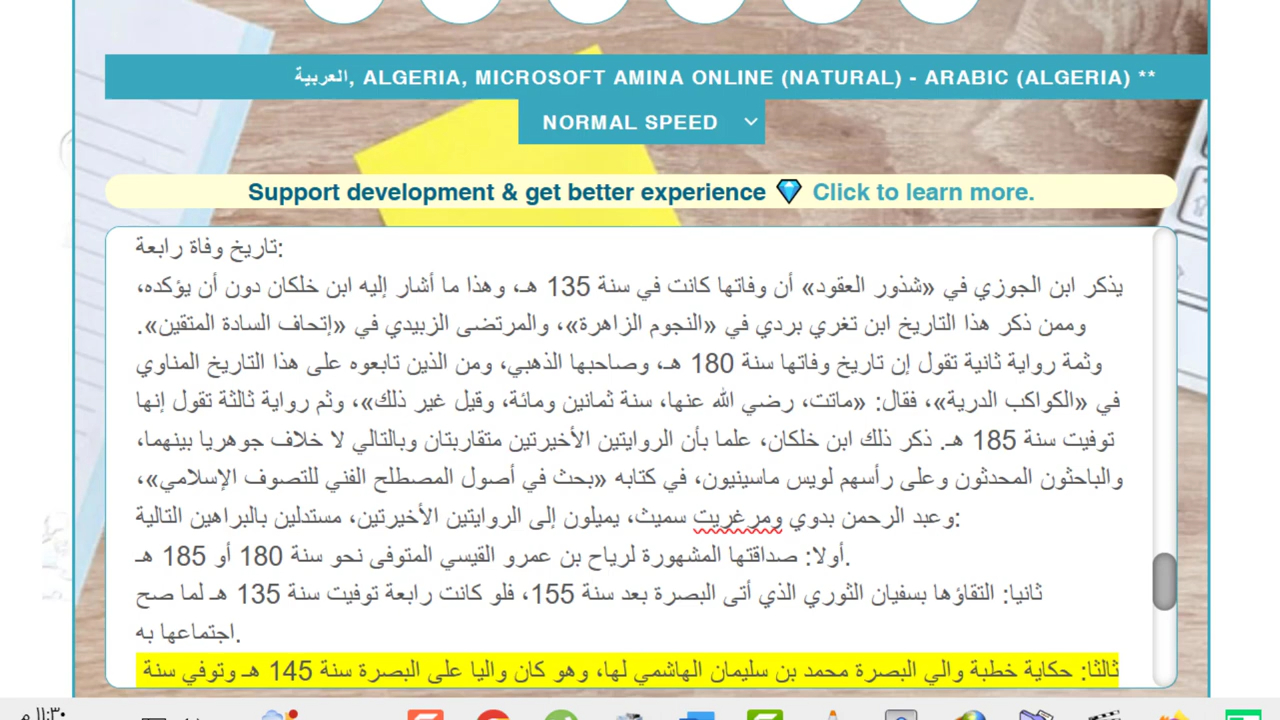 العربية, ALGERIA, MICROSOFT AMINA ONLINE (NATURAL) - ARABIC (ALGERIA) **
NORMAL SPEED
Support development & get better experience 💎 Click to learn more.
تاريخ وفاة رابعة:
يذكر ابن الجوزي في «شذور العقود» أن وفاتها كانت في سنة 135 هـ، وهذا ما أشار إليه ابن خلكان دون أن يؤكده،
وممن ذكر هذا التاريخ ابن تغري بردي في «النجوم الزاهرة»، والمرتضى الزبيدي في «إتحاف السادة المتقين».
وثمة رواية ثانية تقول إن تاريخ وفاتها سنة 180 هـ، وصاحبها الذهبي، ومن الذين تابعوه على هذا التاريخ المناوي
في «الكواكب الدرية»، فقال: «ماتت، رضي الله عنها، سنة ثمانين ومائة، وقيل غير ذلك»، وثم رواية ثالثة تقول إنها
توفيت سنة 185 هـ. ذكر ذلك ابن خلكان، علما بأن الروايتين الأخيرتين متقاربتان وبالتالي لا خلاف جوهريا بينهما،
والباحثون المحدثون وعلى رأسهم لويس ماسينيون، في كتابه «بحث في أصول المصطلح الفني للتصوف الإسلامي»،
وعبد الرحمن بدوي ومرغريت سميث، يميلون إلى الروايتين الأخيرتين، مستدلين بالبراهين التالية:
أولا: صداقتها المشهورة لرياح بن عمرو القيسي المتوفى نحو سنة 180 أو 185 هـ.
ثانيا: التقاؤها بسفيان الثوري الذي أتى البصرة بعد سنة 155، فلو كانت رابعة توفيت سنة 135 هـ لما صح
اجتماعها به.
ثالثا: حكاية خطبة والي البصرة محمد بن سليمان الهاشمي لها، وهو كان واليا على البصرة سنة 145 هـ وتوفي سنة
١١:٣٠ م